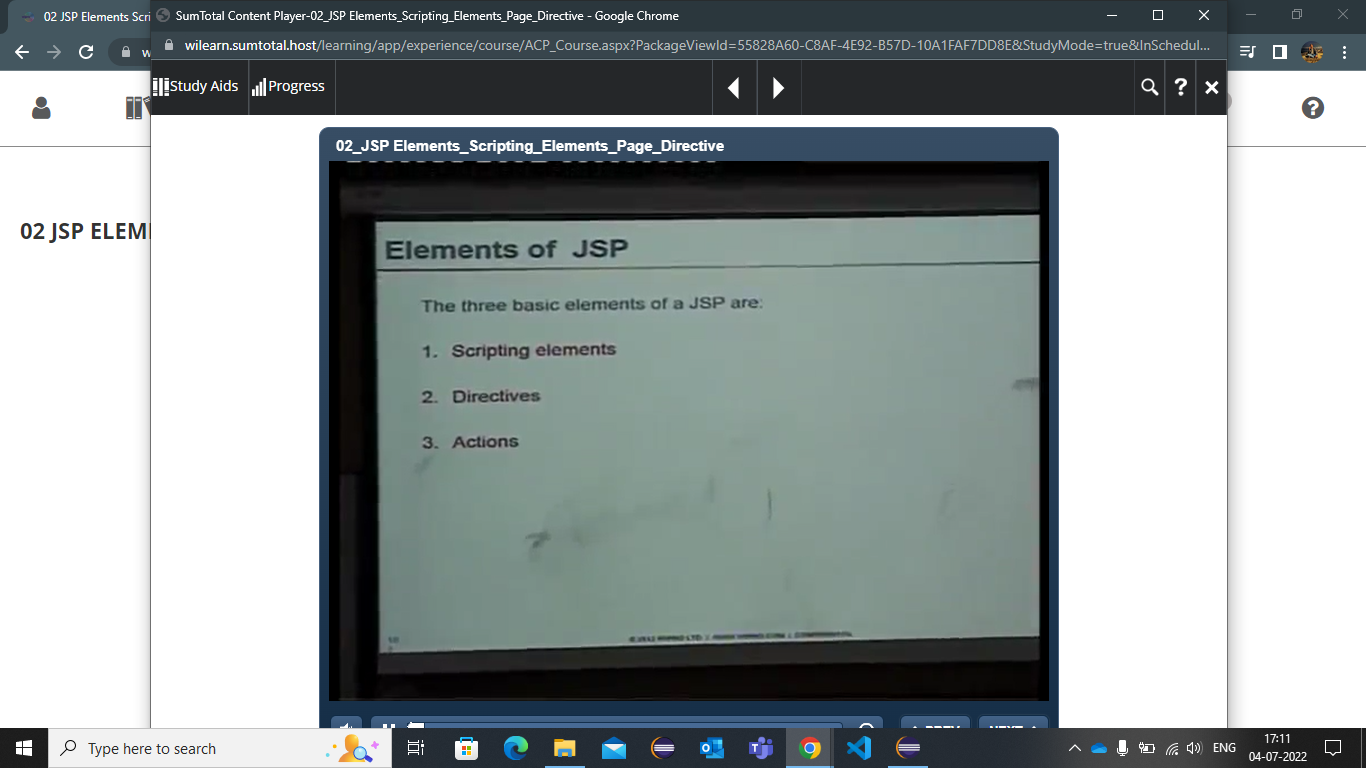 02 JSP Elements Scri
SumTotal Content Player-02_JSP Elements_Scripting_Elements_Page_Directive - Google Chrome
wilearn.sumtotal.host/learning/app/experience/course/ACP_Course.aspx?PackageViewId=55828A60-C8AF-4E92-B57D-10A1FAF7DD8E&StudyMode=true&InSchedul...
Study Aids
Progress
?
02_JSP Elements_Scripting_Elements_Page_Directive
02 JSP ELEM
Elements of JSP
The three basic elements of a JSP are:
1. Scripting elements
2. Directives
3. Actions
PREV
NEXT
Type here to search
ENG
17:11
04-07-2022